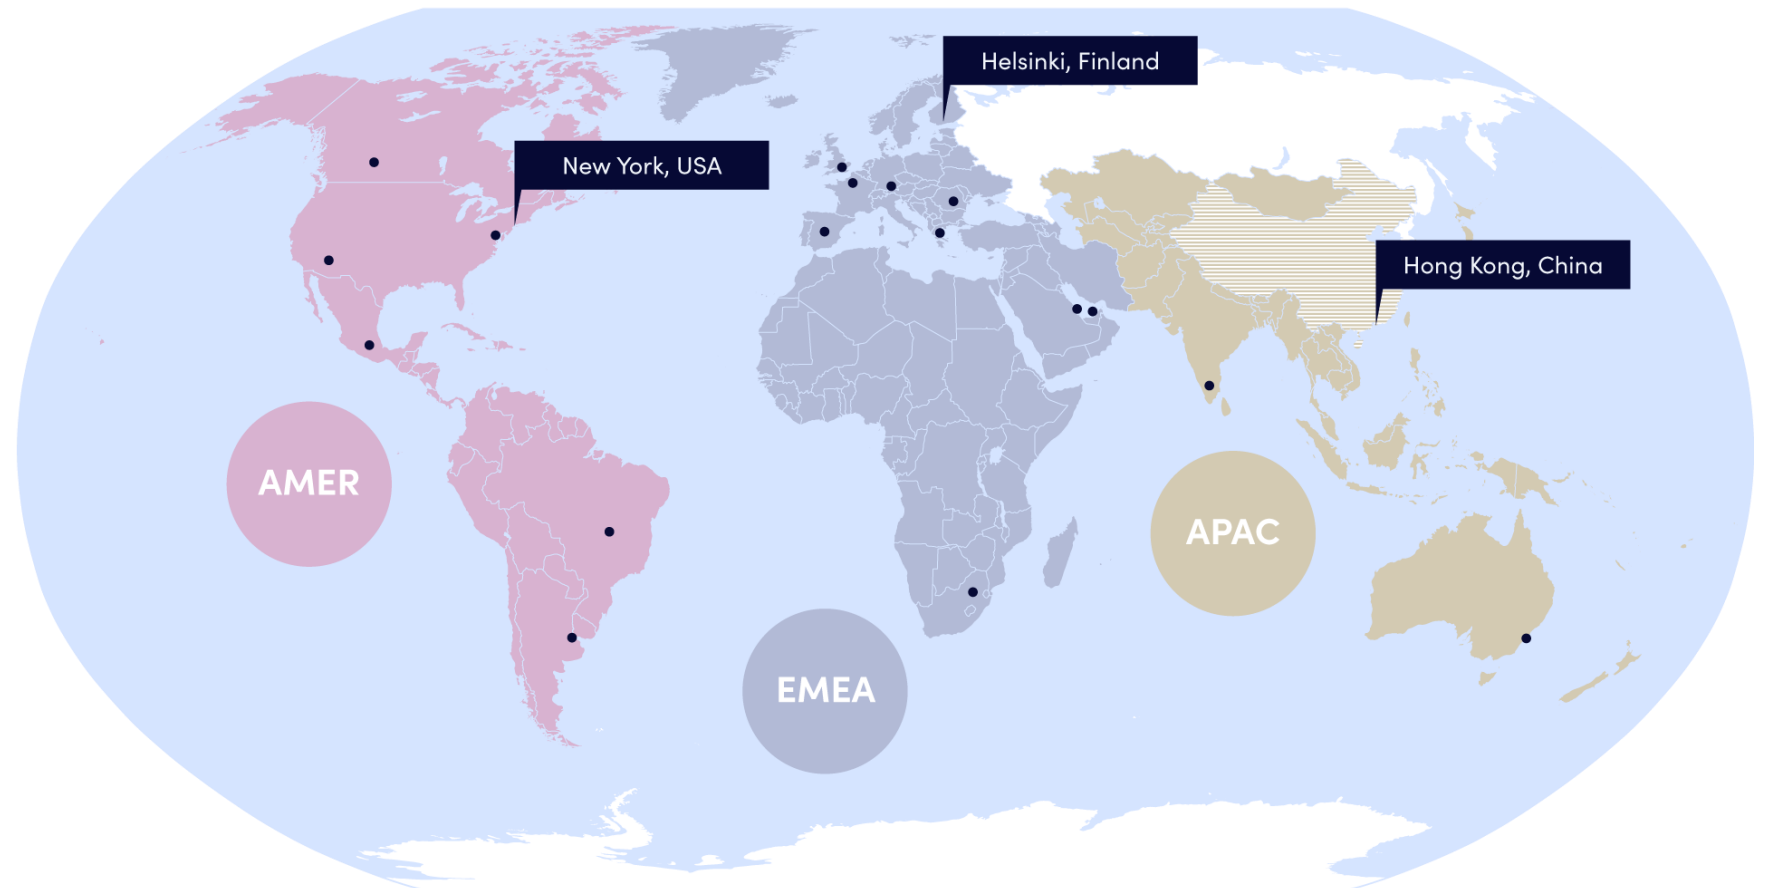 Helsinki, Finland
New York, USA
Hong Kong, China
AMER
APAC
EMEA